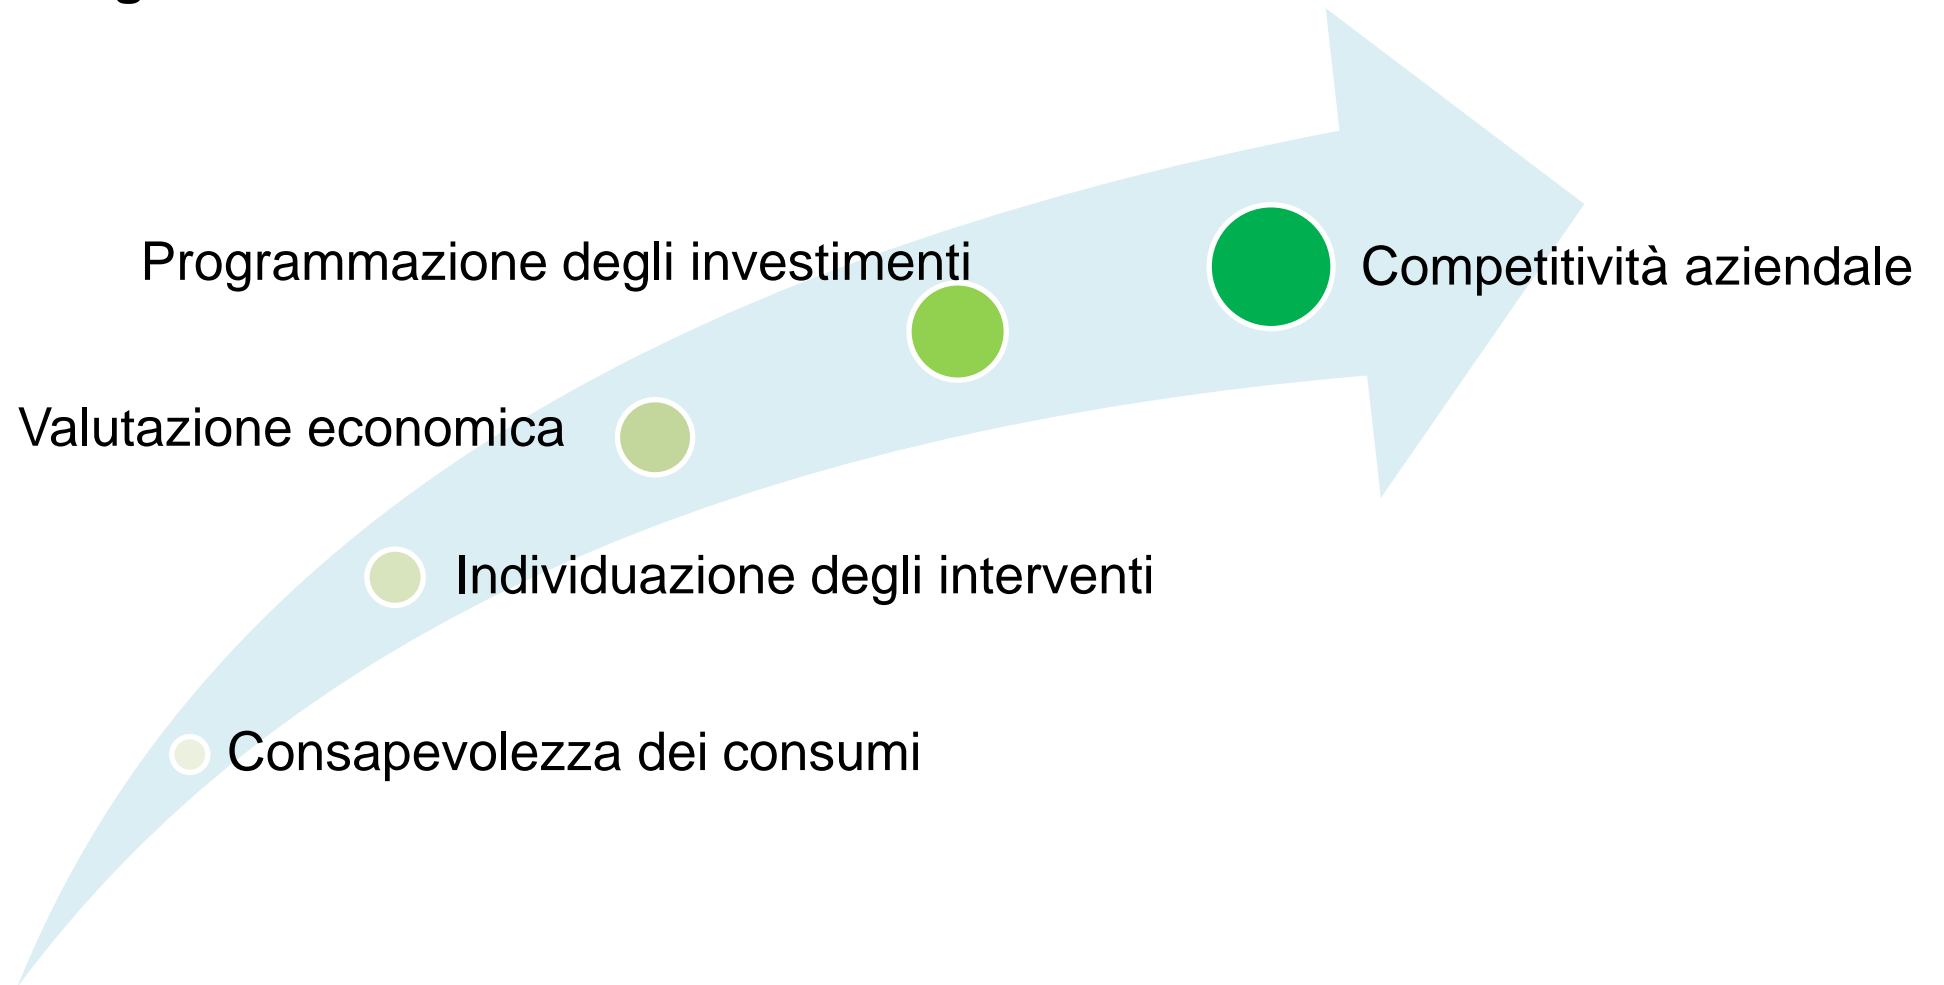 Programmazione degli investimenti
Competitività aziendale
Valutazione economica
Individuazione degli interventi
Consapevolezza dei consumi